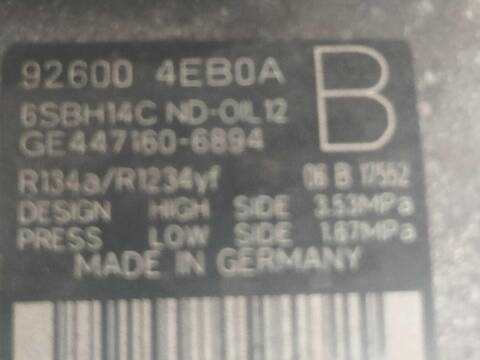 92600 4EB0A B
6SBH14C ND-OIL12
GE447160-6894
R134a/R1234yf 06 B 17562
DESIGN HIGH SIDE 3.53MPa
PRESS LOW SIDE 1.67MPa
MADE IN GERMANY